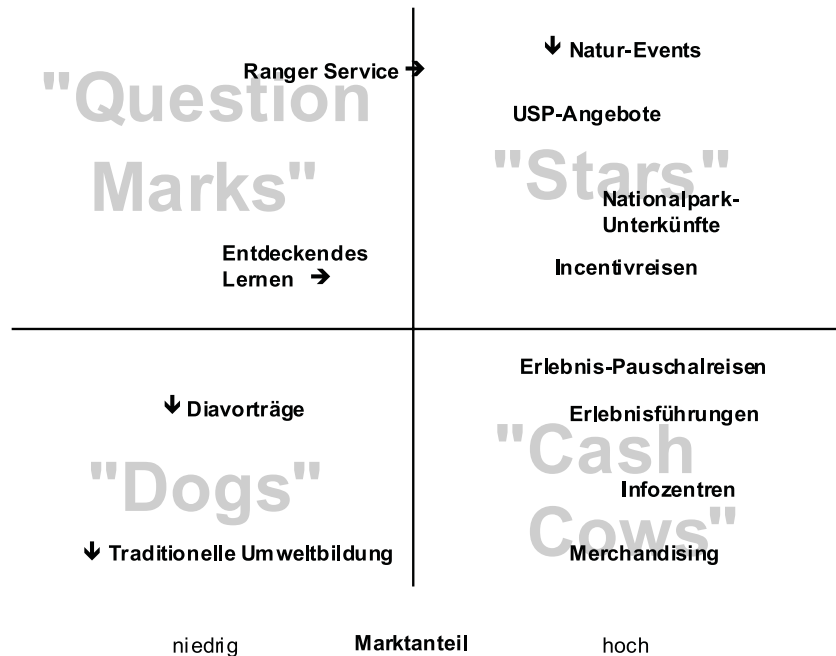 Natur-Events
Ranger Service
"Question
Marks"
USP-Angebote
"Stars"
Nationalpark-
Unterkünfte
Entdeckendes
Lernen
Incentivreisen
Erlebnis-Pauschalreisen
Diavorträge
Erlebnisführungen
"Dogs"
"Cash
Cows"
Infozentren
Traditionelle Umweltbildung
Merchandising
niedrig Marktanteil hoch